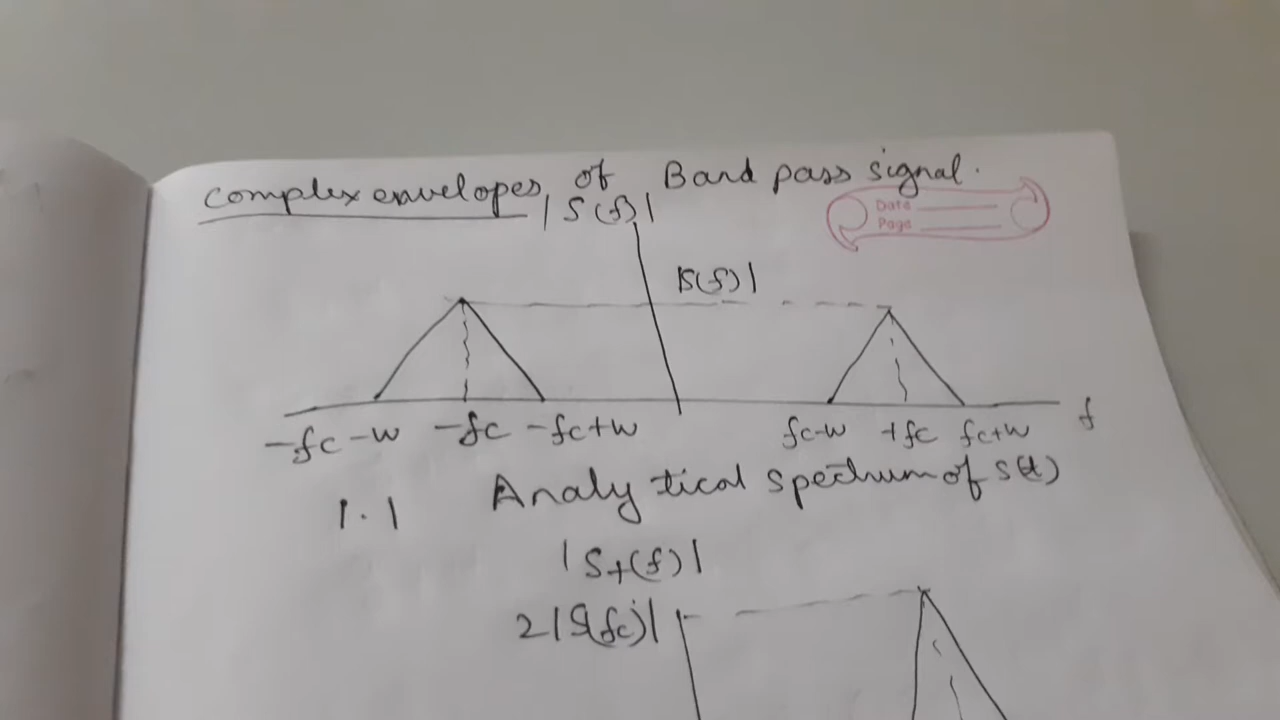 complex envelopes of Band pass signal.
|S(f)|
Date
Page
|S(f)|
-fc-w -fc -fc+w fc-w +fc fc+w f
1.1 Analytical spectrum of s(t)
|S+(f)|
2|S(fc)|